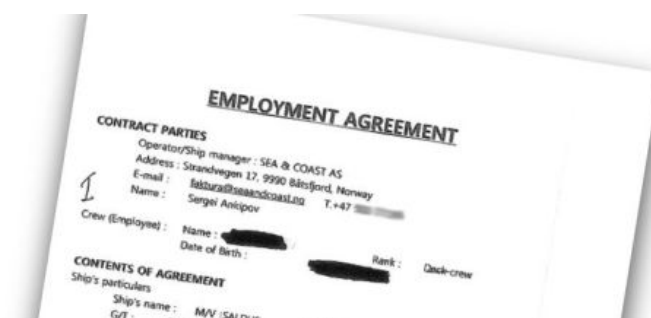 EMPLOYMENT AGREEMENT
CONTRACT PARTIES
Operator/Ship manager : SEA & COAST AS
Address : Strandvegen 17, 9990 Båtsfjord, Norway
E-mail : faktura@seaandcoast.no T.+47
Name : Sergei Anicipov
I
Crew (Employee) : Name :
Date of Birth : Rank : Deck-crew
CONTENTS OF AGREEMENT
Ship's particulars
Ship's name : M/V
G/T :